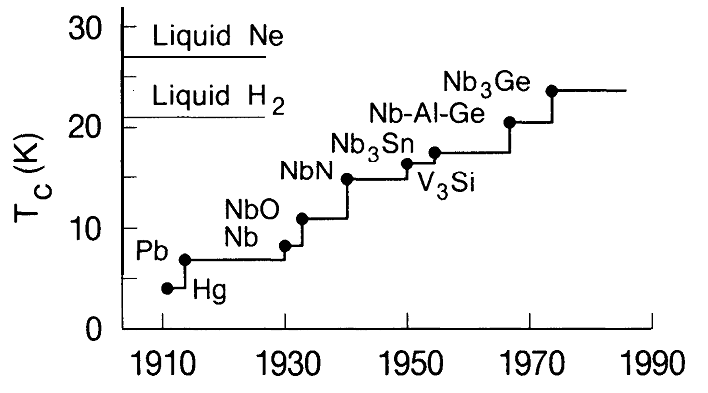 30
Liquid Ne
Liquid H2
20
10
0
Tc (K)
Nb3Ge
Nb-Al-Ge
Nb3Sn
V3Si
NbN
NbO
Nb
Pb
Hg
1910 1930 1950 1970 1990